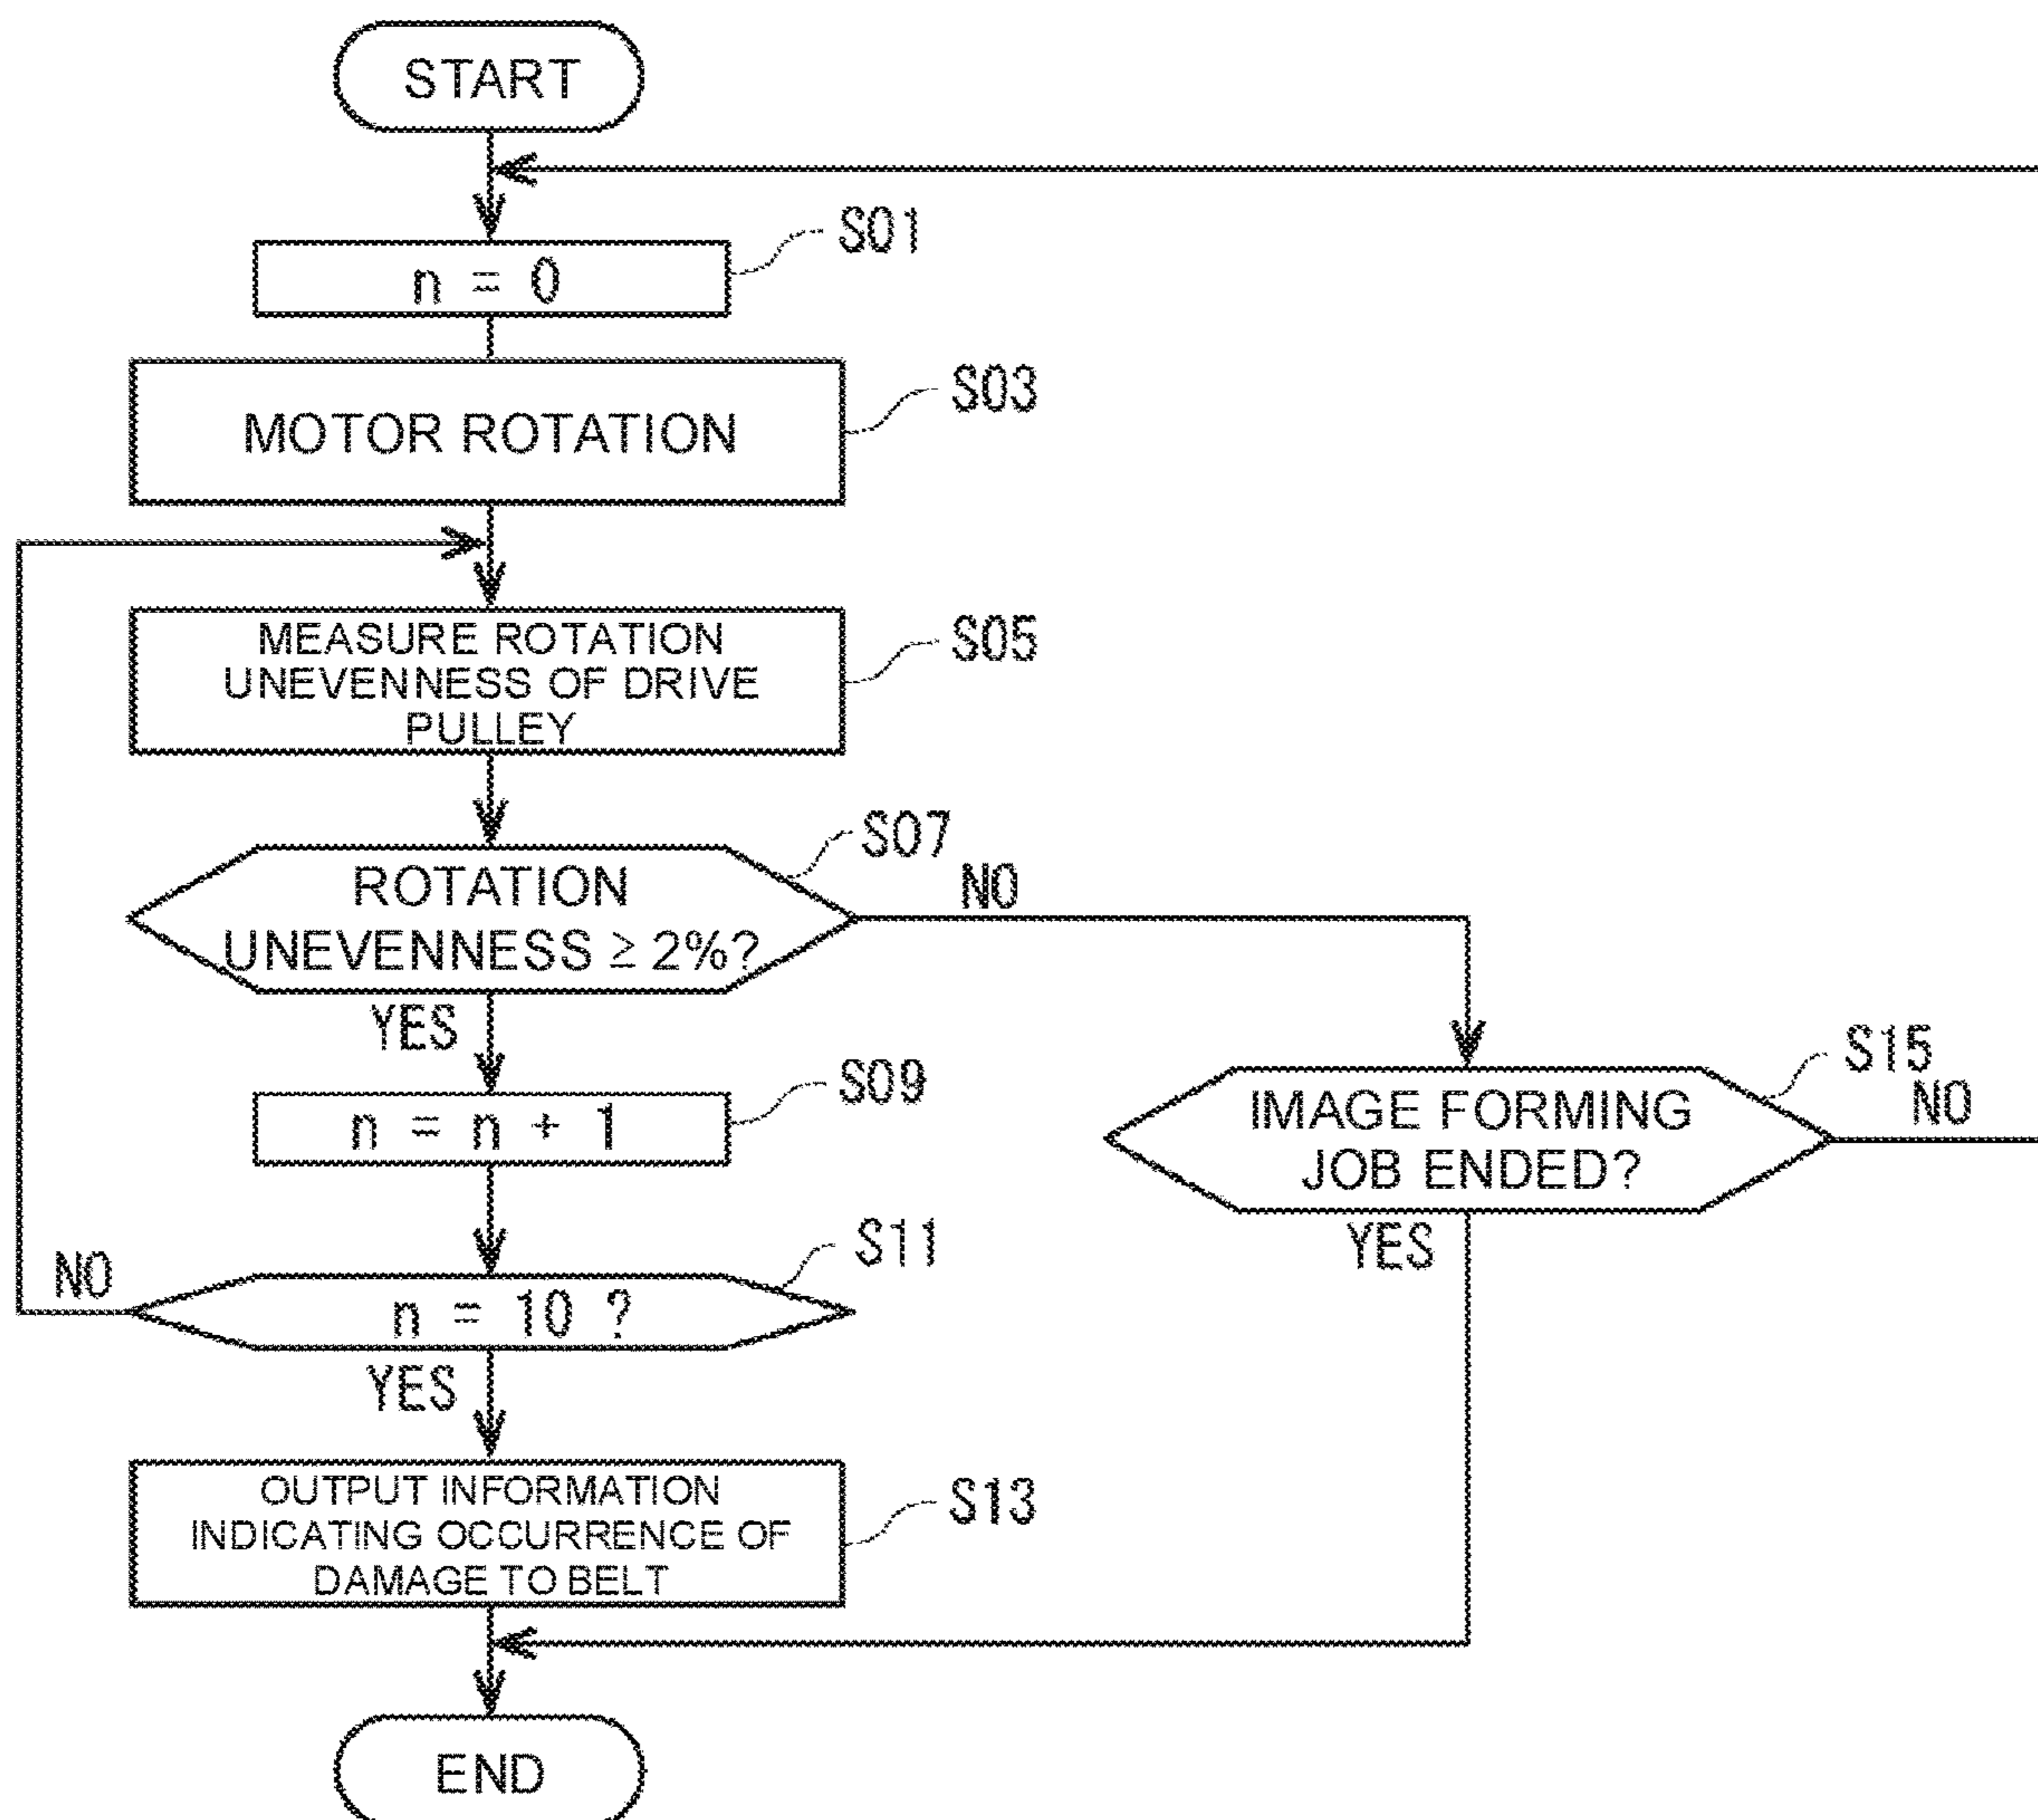 START
S01
n = 0
S03
MOTOR ROTATION
S05
MEASURE ROTATION
UNEVENNESS OF DRIVE
PULLEY
S07
ROTATION
UNEVENNESS ≥ 2%?
NO
YES
S09
n = n + 1
S15
IMAGE FORMING
JOB ENDED?
NO
YES
S11
n = 10 ?
NO
YES
S13
OUTPUT INFORMATION
INDICATING OCCURRENCE OF
DAMAGE TO BELT
END